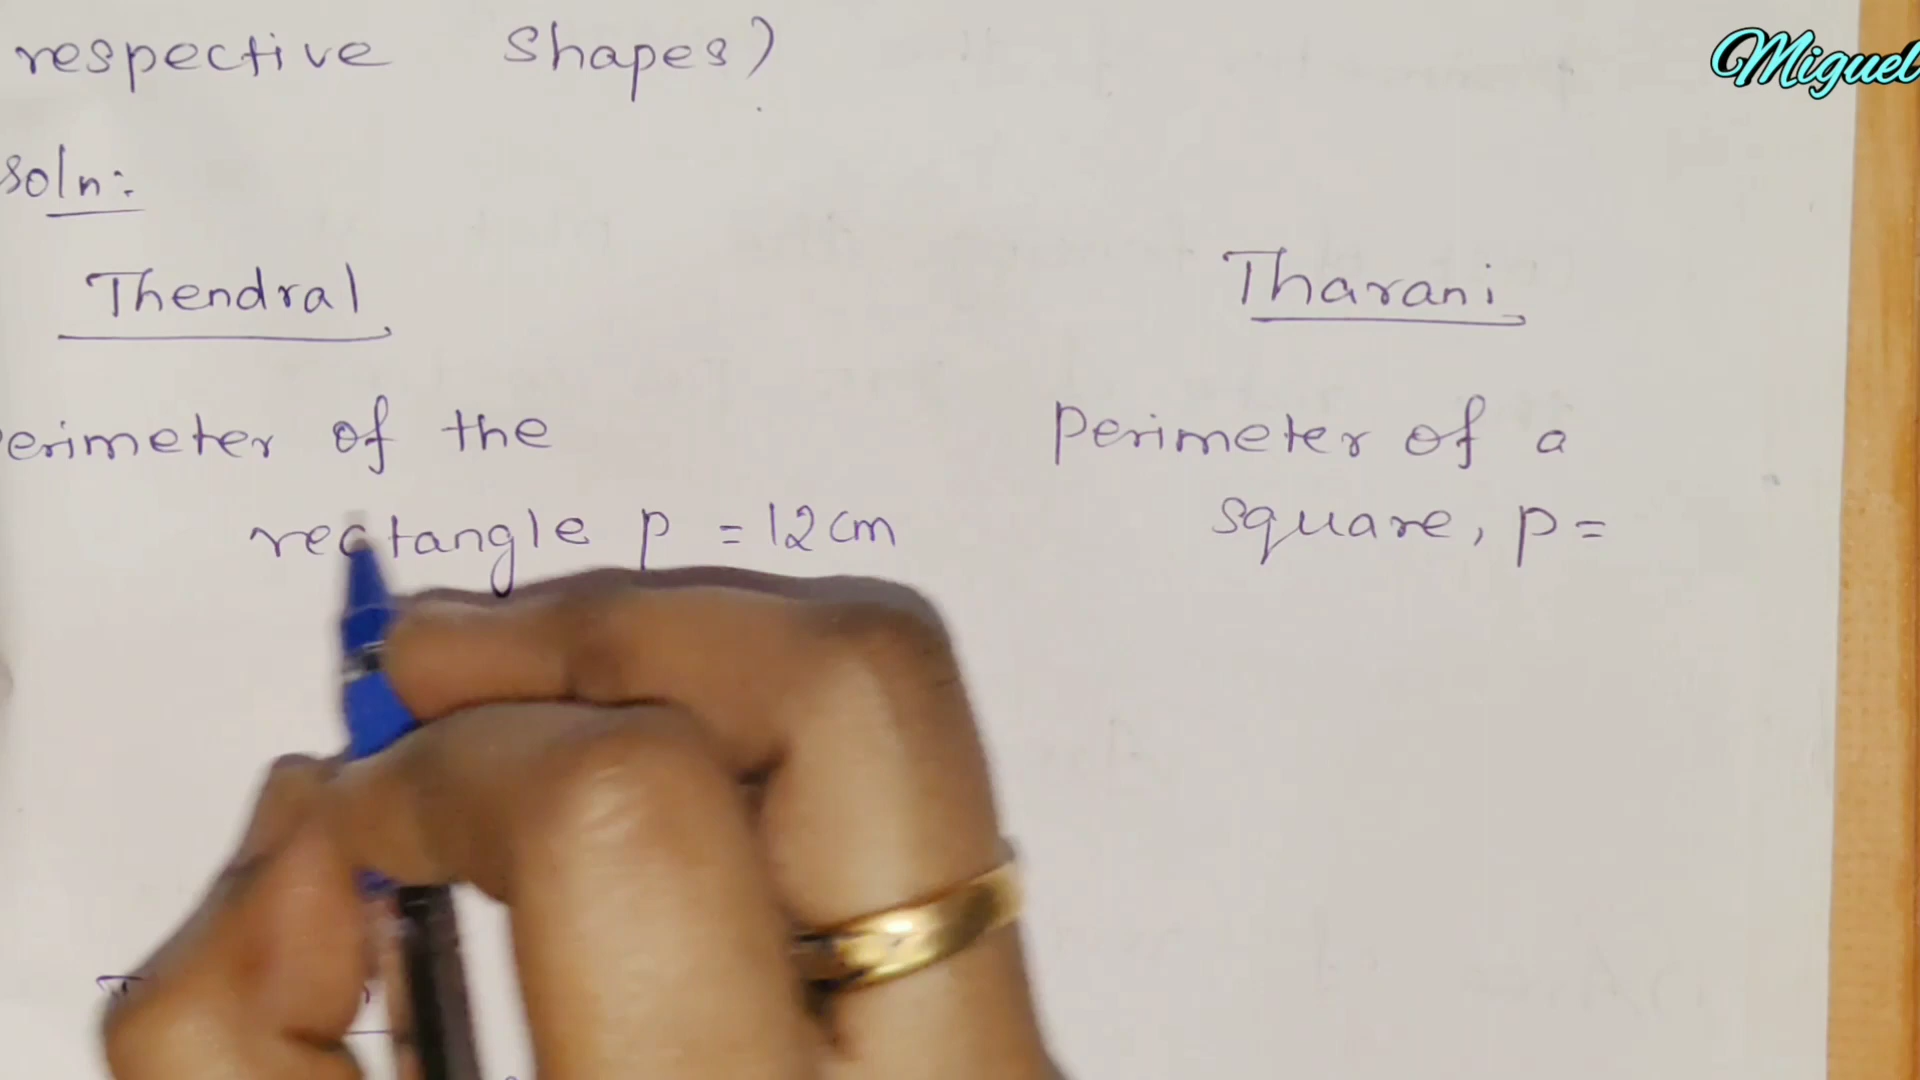 respective shapes)
Miguel
soln:
Thendral
Tharani
erimeter of the
Perimeter of a
rectangle p = 12 cm
square, p =